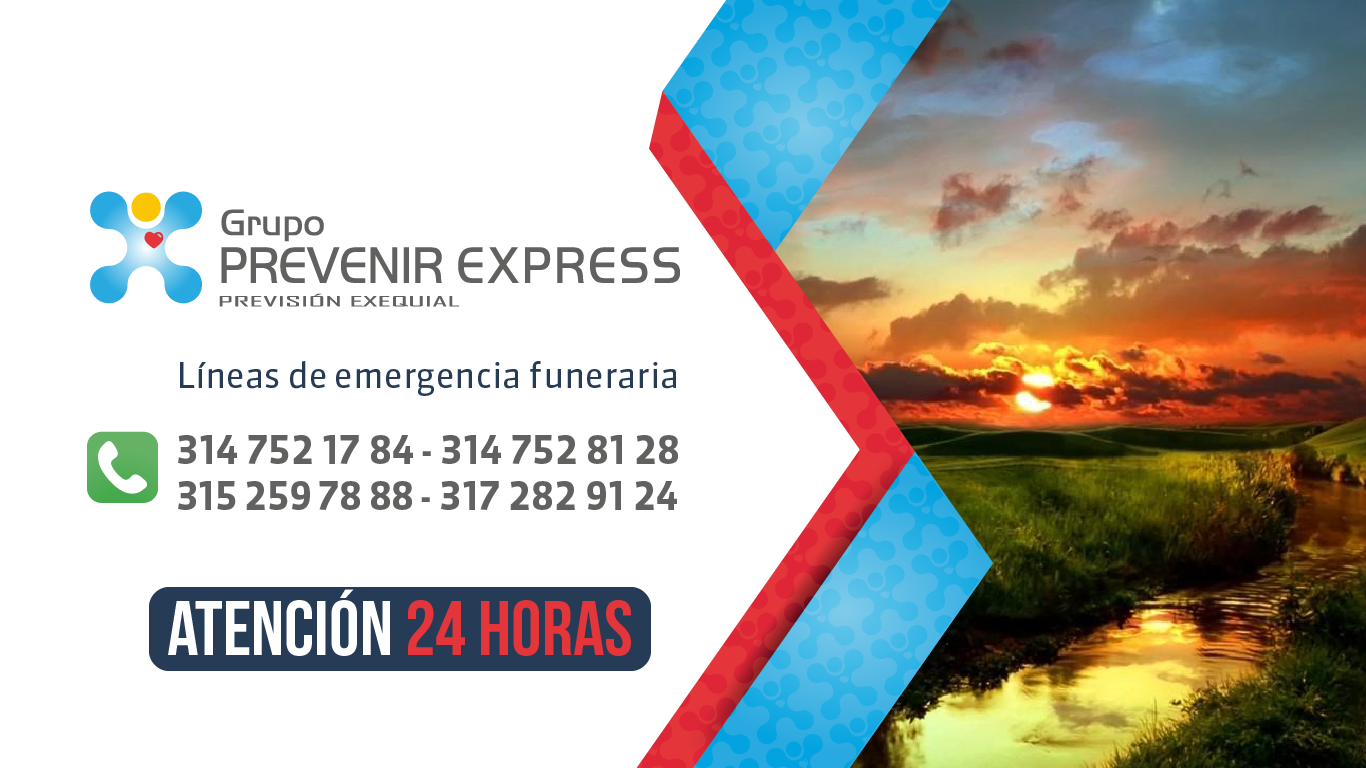 Grupo
PREVENIR EXPRESS
PREVISIÓN EXEQUIAL
Líneas de emergencia funeraria
314 752 17 84 - 314 752 81 28
315 259 78 88 - 317 282 91 24
ATENCIÓN 24 HORAS